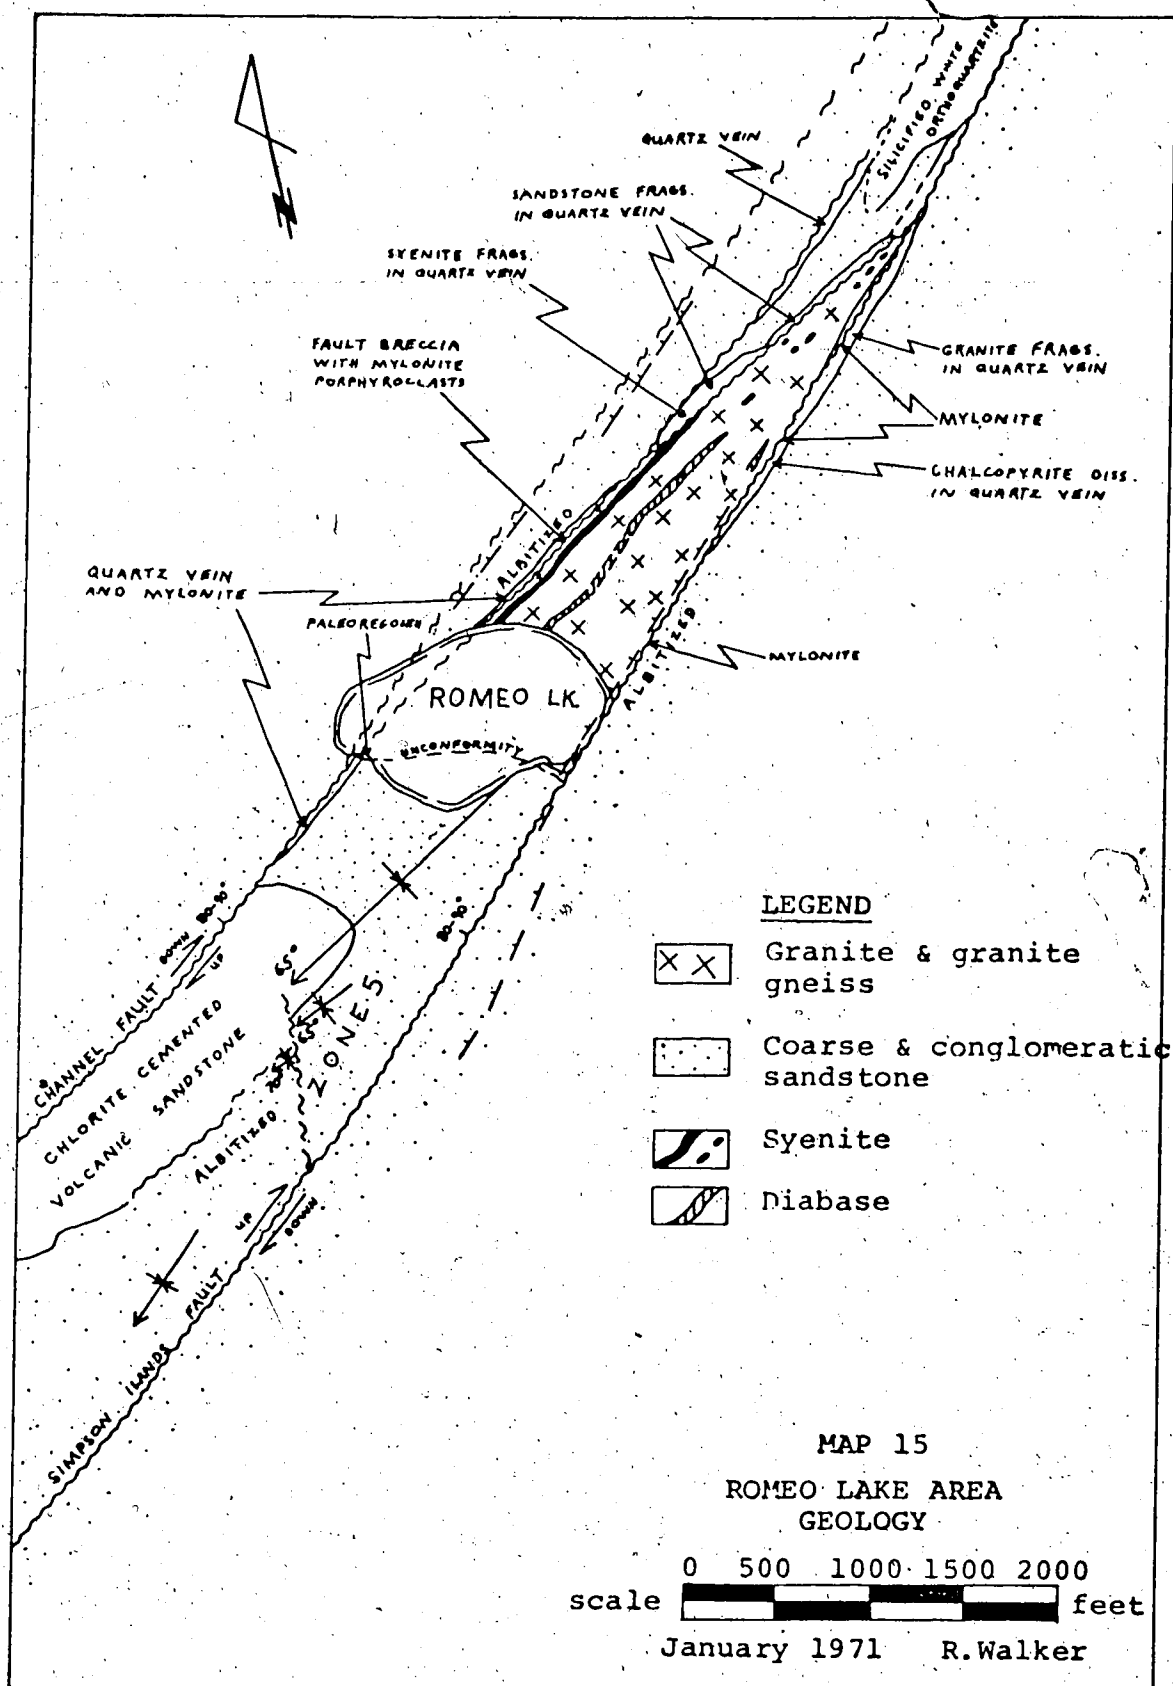 SILICIFIED WHITE
ORTHOQUARTZITE
QUARTZ VEIN
SANDSTONE FRAGS.
IN QUARTZ VEIN
SYENITE FRAGS.
IN QUARTZ VEIN
FAULT BRECCIA
WITH MYLONITE
PORPHYROCLASTS
GRANITE FRAGS.
IN QUARTZ VEIN
MYLONITE
CHALCOPYRITE DISS.
IN QUARTZ VEIN
N
ALBITIZED
QUARTZ VEIN
AND MYLONITE
PALEOREGOLITH
ALBITIZED
MYLONITE
ROMEO LK.
UNCONFORMITY
80-90°
DOWN
UP
80-90°
65°
65°
ZONE 5
CHANNEL FAULT
CHLORITE CEMENTED
VOLCANIC SANDSTONE
ALBITIZED
UP
DOWN
SIMPSON ILANDS FAULT
LEGEND
Granite & granite
gneiss
Coarse & conglomeratic
sandstone
Syenite
Diabase
MAP 15
ROMEO LAKE AREA
GEOLOGY
0 500 1000 1500 2000
scale feet
January 1971 R.Walker